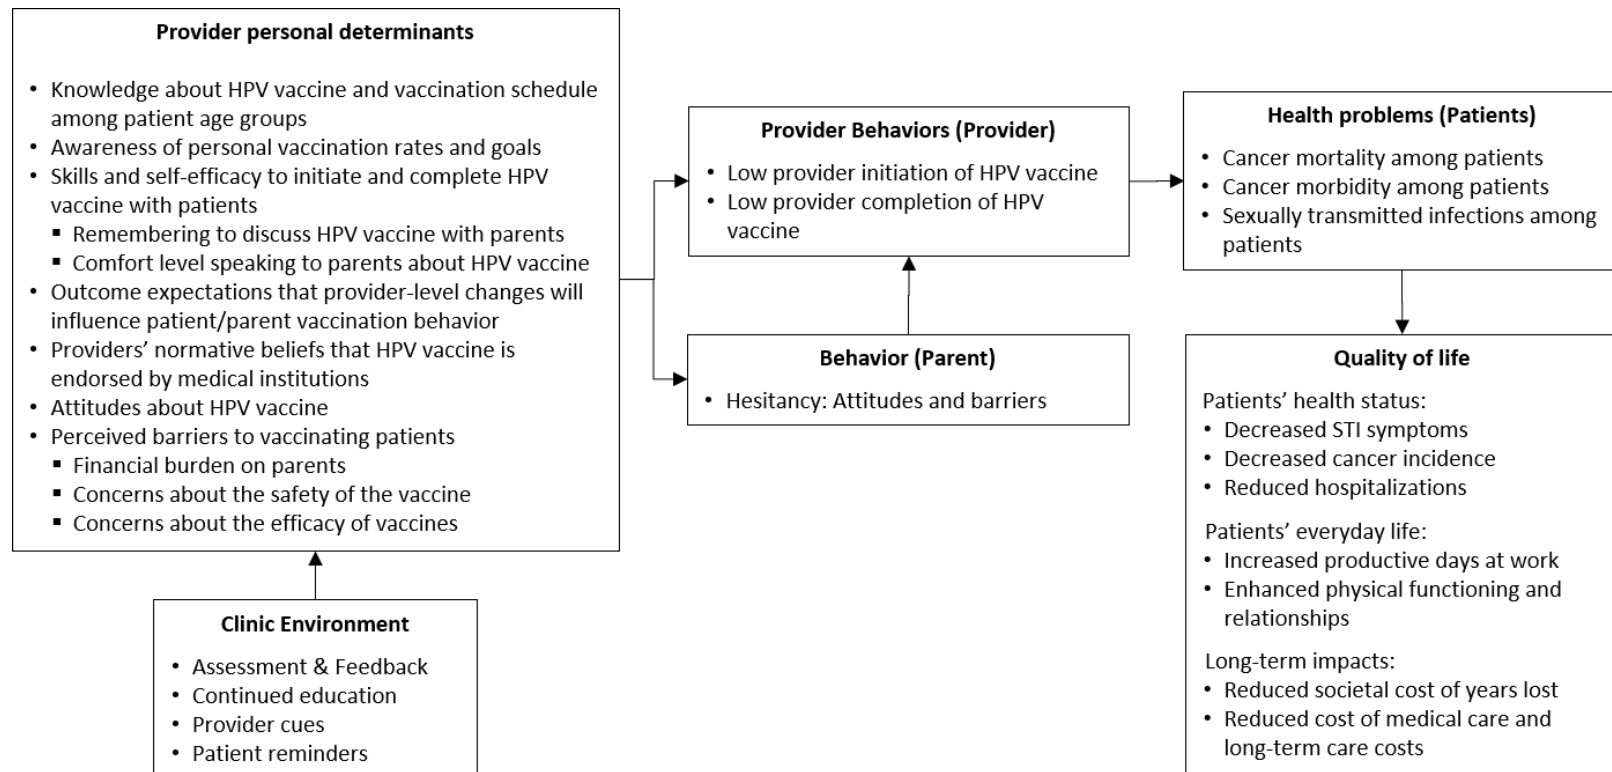 Provider personal determinants
• Knowledge about HPV vaccine and vaccination schedule
among patient age groups
• Awareness of personal vaccination rates and goals
• Skills and self-efficacy to initiate and complete HPV
vaccine with patients
▪ Remembering to discuss HPV vaccine with parents
▪ Comfort level speaking to parents about HPV vaccine
• Outcome expectations that provider-level changes will
influence patient/parent vaccination behavior
• Providers’ normative beliefs that HPV vaccine is
endorsed by medical institutions
• Attitudes about HPV vaccine
• Perceived barriers to vaccinating patients
▪ Financial burden on parents
▪ Concerns about the safety of the vaccine
▪ Concerns about the efficacy of vaccines
Clinic Environment
• Assessment & Feedback
• Continued education
• Provider cues
• Patient reminders
Provider Behaviors (Provider)
• Low provider initiation of HPV vaccine
• Low provider completion of HPV
vaccine
Behavior (Parent)
• Hesitancy: Attitudes and barriers
Health problems (Patients)
• Cancer mortality among patients
• Cancer morbidity among patients
• Sexually transmitted infections among
patients
Quality of life
Patients’ health status:
• Decreased STI symptoms
• Decreased cancer incidence
• Reduced hospitalizations
Patients’ everyday life:
• Increased productive days at work
• Enhanced physical functioning and
relationships
Long-term impacts:
• Reduced societal cost of years lost
• Reduced cost of medical care and
long-term care costs